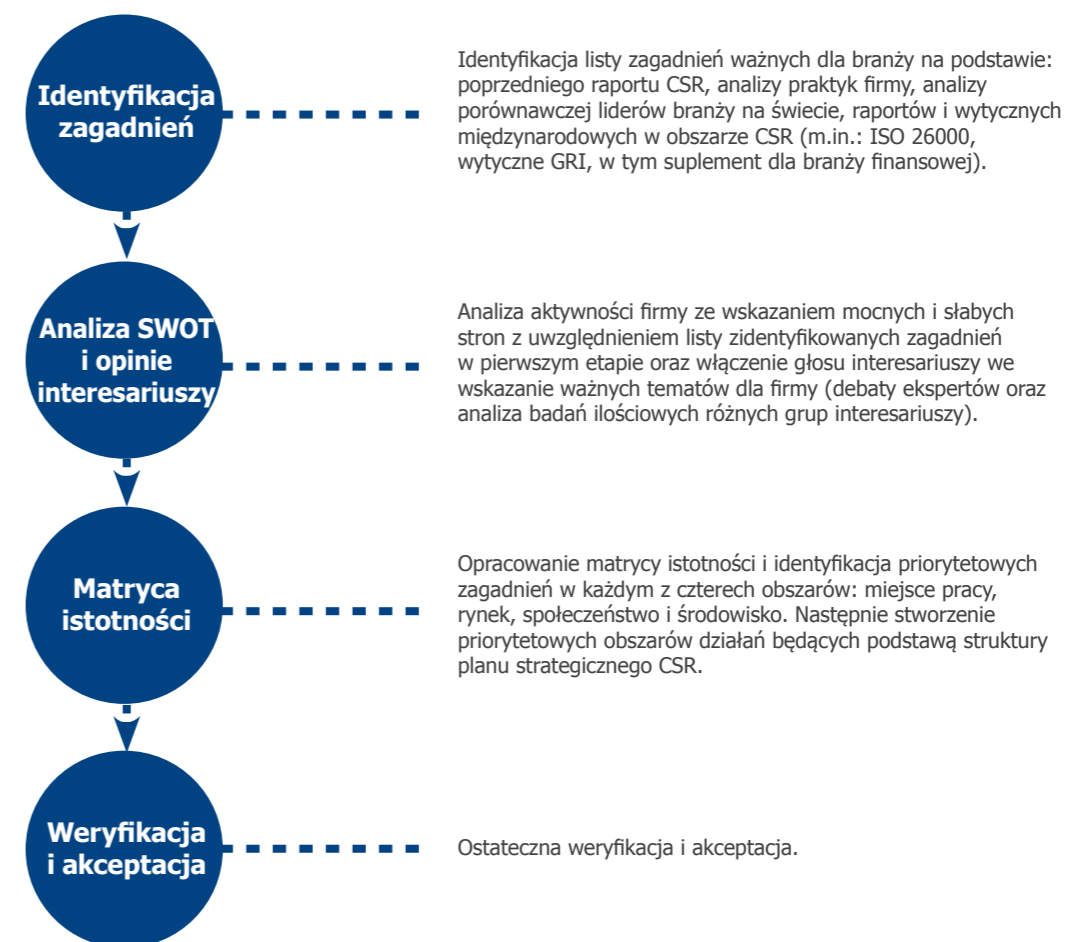 Identyfikacja
zagadnień
Identyfikacja listy zagadnień ważnych dla branży na podstawie:
poprzedniego raportu CSR, analizy praktyk firmy, analizy
porównawczej liderów branży na świecie, raportów i wytycznych
międzynarodowych w obszarze CSR (m.in.: ISO 26000,
wytyczne GRI, w tym suplement dla branży finansowej).
Analiza SWOT
i opinie
interesariuszy
Analiza aktywności firmy ze wskazaniem mocnych i słabych
stron z uwzględnieniem listy zidentyfikowanych zagadnień
w pierwszym etapie oraz włączenie głosu interesariuszy we
wskazanie ważnych tematów dla firmy (debaty ekspertów oraz
analiza badań ilościowych różnych grup interesariuszy).
Matryca
istotności
Opracowanie matrycy istotności i identyfikacja priorytetowych
zagadnień w każdym z czterech obszarów: miejsce pracy,
rynek, społeczeństwo i środowisko. Następnie stworzenie
priorytetowych obszarów działań będących podstawą struktury
planu strategicznego CSR.
Weryfikacja
i akceptacja
Ostateczna weryfikacja i akceptacja.